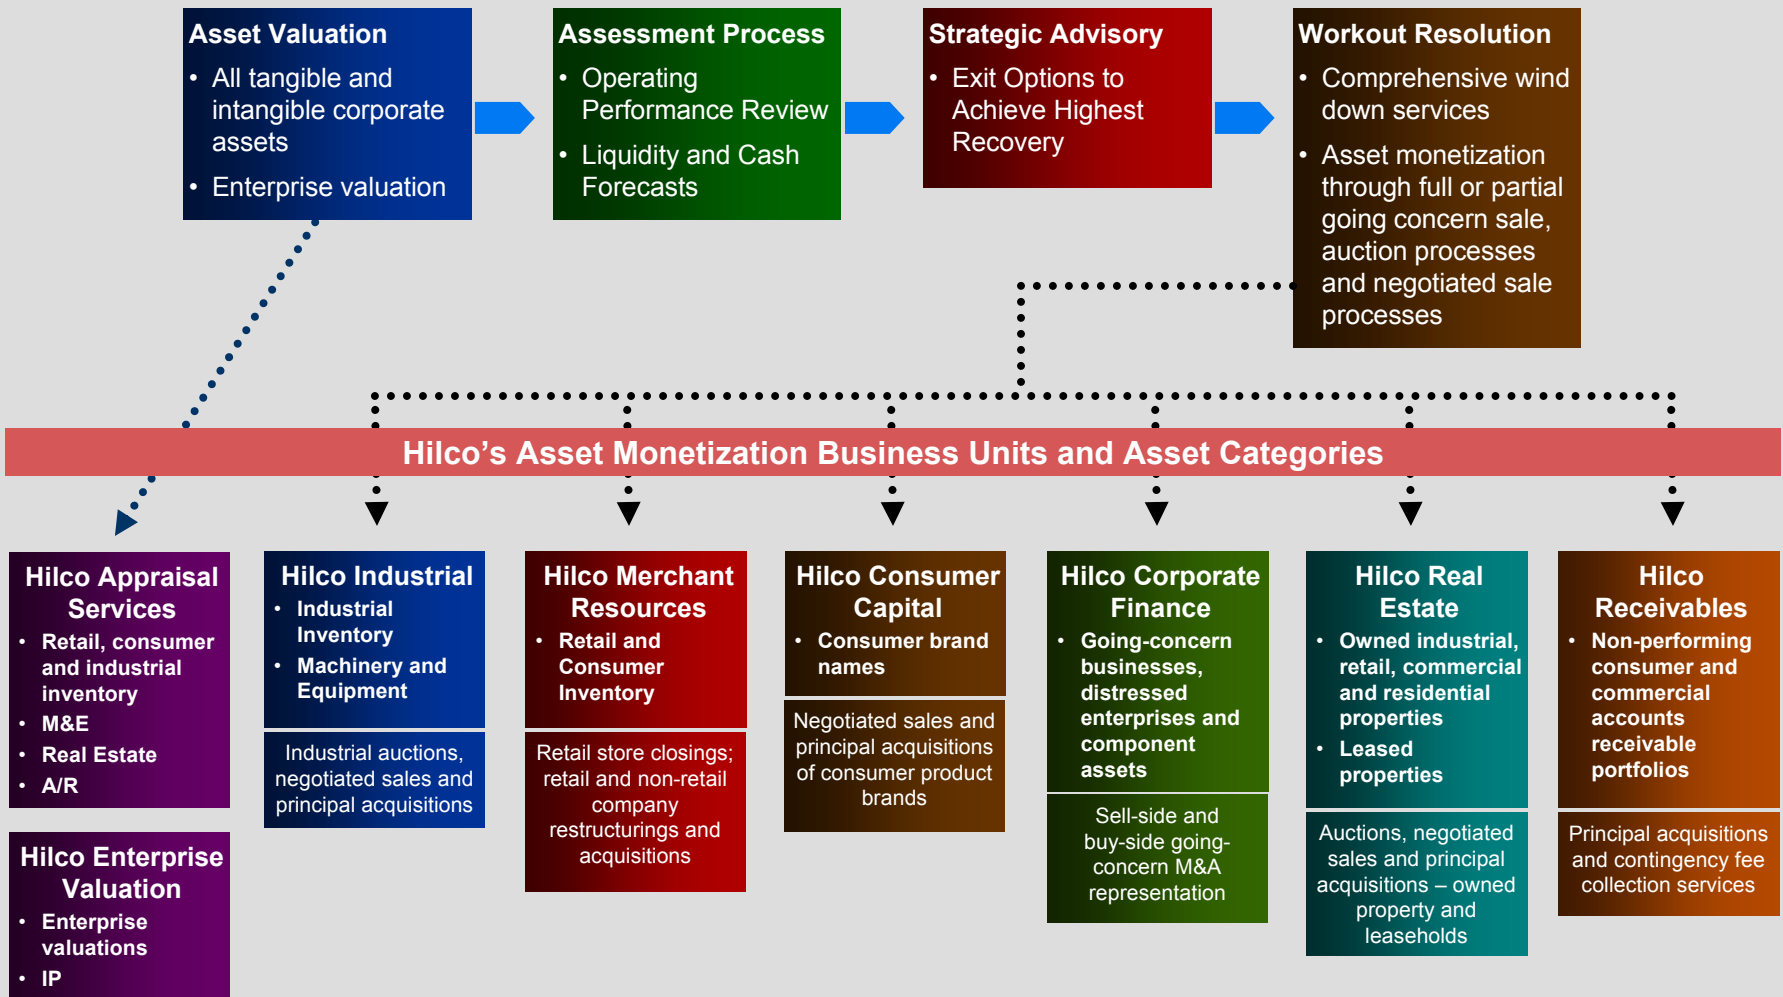 Asset Valuation
• All tangible and
intangible corporate
assets
• Enterprise valuation
Assessment Process
• Operating
Performance Review
• Liquidity and Cash
Forecasts
Strategic Advisory
• Exit Options to
Achieve Highest
Recovery
Workout Resolution
• Comprehensive wind
down services
• Asset monetization
through full or partial
going concern sale,
auction processes
and negotiated sale
processes
Hilco’s Asset Monetization Business Units and Asset Categories
Hilco Appraisal
Services
• Retail, consumer
and industrial
inventory
• M&E
• Real Estate
• A/R
Hilco Enterprise
Valuation
• Enterprise
valuations
• IP
Hilco Industrial
• Industrial
Inventory
• Machinery and
Equipment
Industrial auctions,
negotiated sales and
principal acquisitions
Hilco Merchant
Resources
• Retail and
Consumer
Inventory
Retail store closings;
retail and non-retail
company
restructurings and
acquisitions
Hilco Consumer
Capital
• Consumer brand
names
Negotiated sales and
principal acquisitions
of consumer product
brands
Hilco Corporate
Finance
• Going-concern
businesses,
distressed
enterprises and
component
assets
Sell-side and
buy-side going-
concern M&A
representation
Hilco Real
Estate
• Owned industrial,
retail, commercial
and residential
properties
• Leased
properties
Auctions, negotiated
sales and principal
acquisitions – owned
property and
leaseholds
Hilco
Receivables
• Non-performing
consumer and
commercial
accounts
receivable
portfolios
Principal acquisitions
and contingency fee
collection services